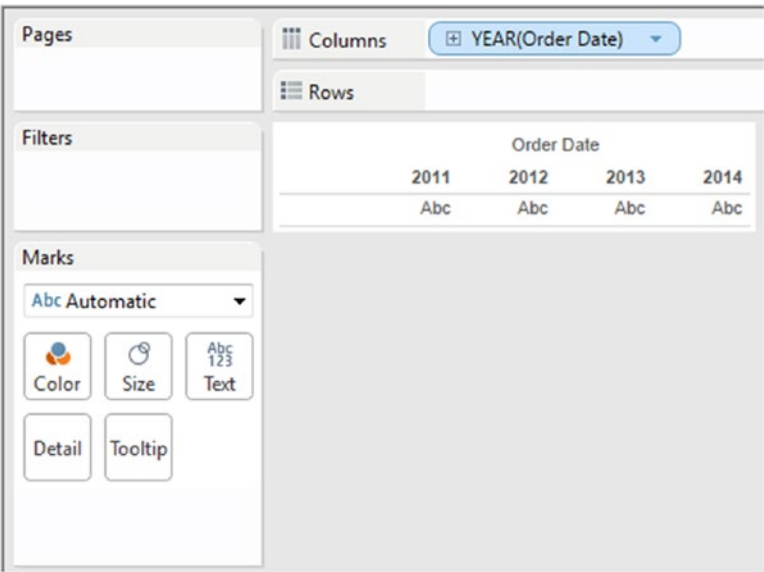 Pages
Columns
YEAR(Order Date)
Rows
Filters
Order Date
2011 2012 2013 2014
Abc Abc Abc Abc
Marks
Abc Automatic
Color
Size
Abc
123
Text
Detail
Tooltip